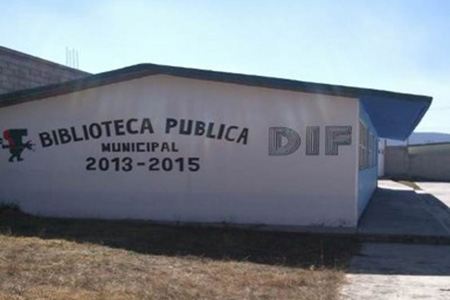 BIBLIOTECA PUBLICA
MUNICIPAL
2013-2015
DIF